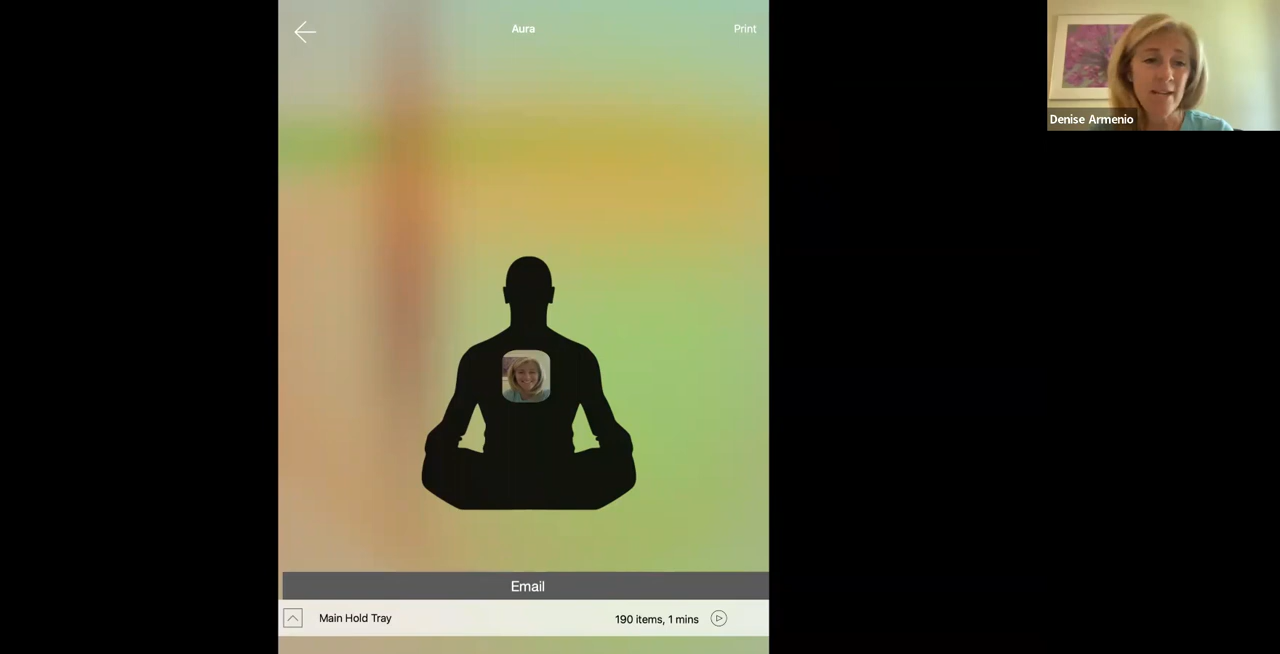 Aura
Print
Denise Armenio
Email
Main Hold Tray
190 items, 1 mins